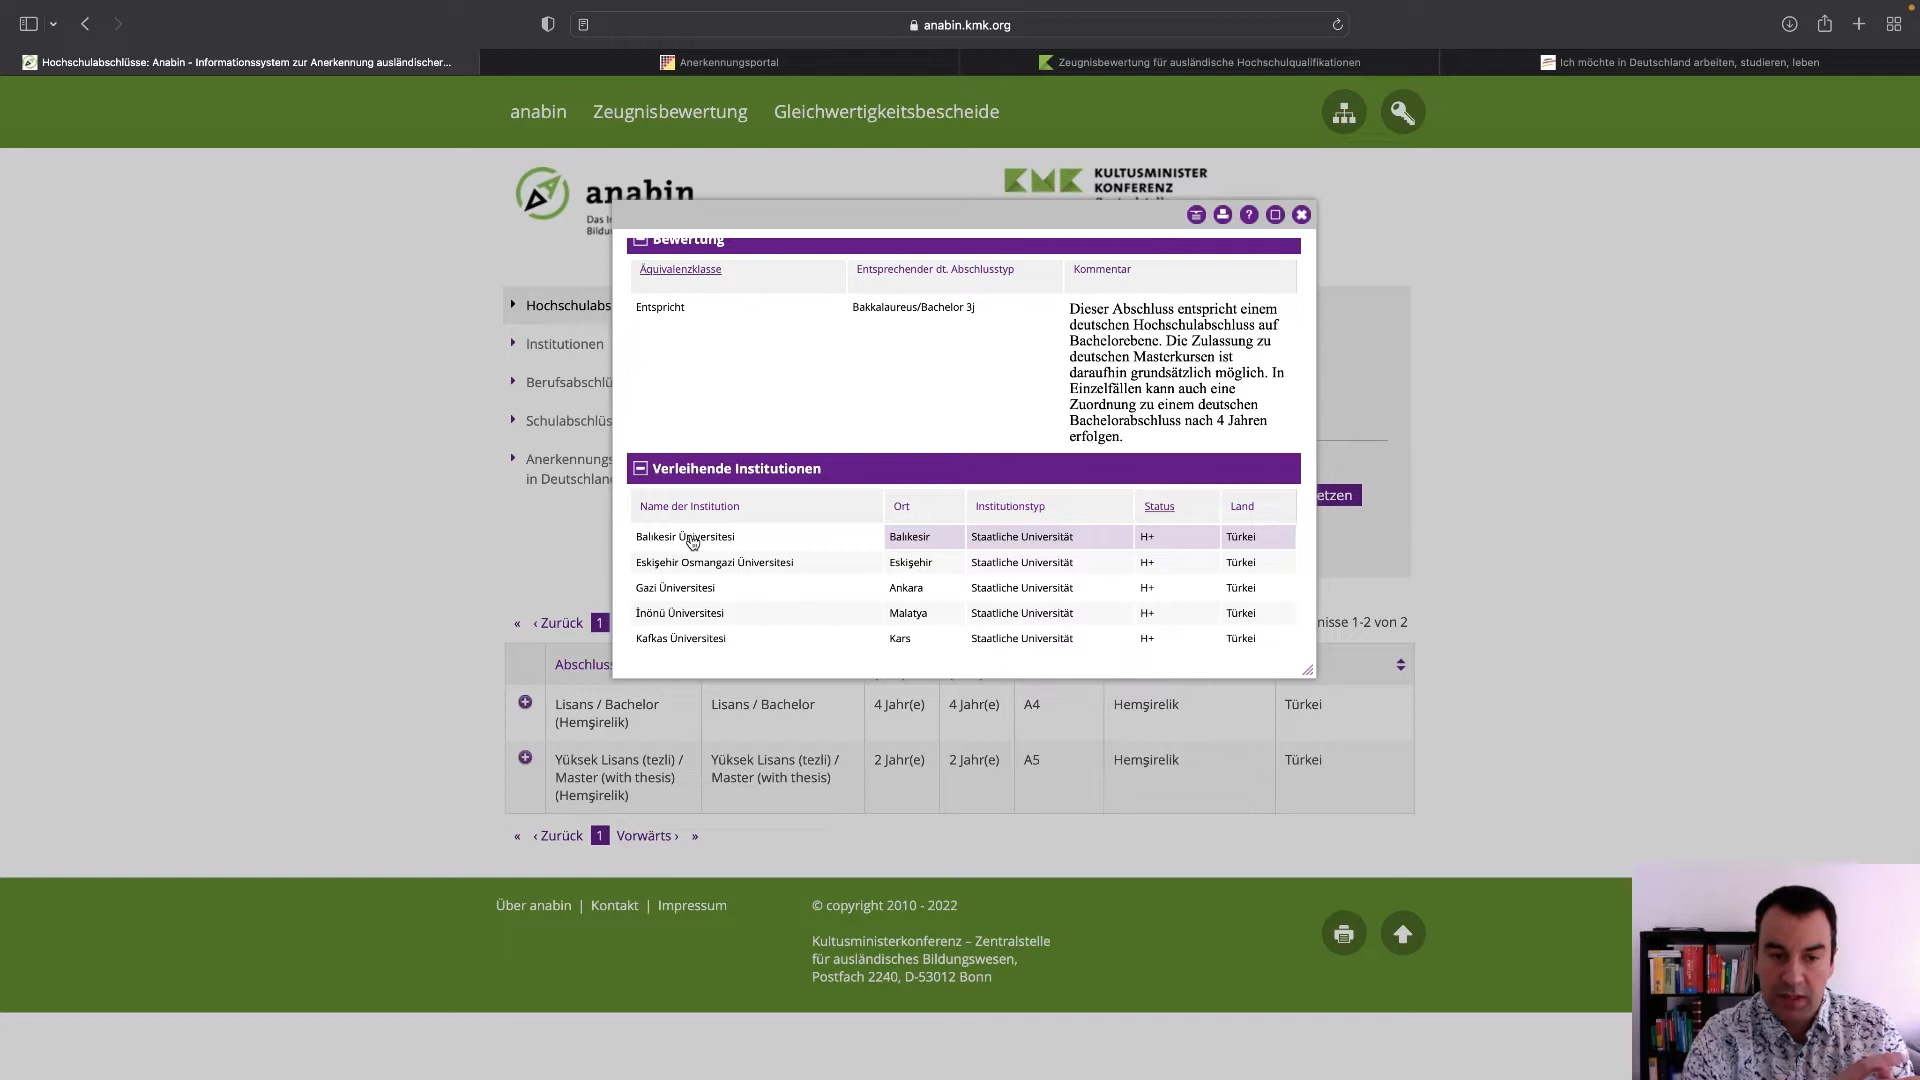 anabin.kmk.org
Hochschulabschlüsse: Anabin - Informationssystem zur Anerkennung ausländischer...
Anerkennungsportal
Zeugnisbewertung für ausländische Hochschulqualifikationen
Ich möchte in Deutschland arbeiten, studieren, leben
anabin
Zeugnisbewertung
Gleichwertigkeitsbescheide
anabin
Das In
Bildu
KMK
KULTUSMINISTER
KONFERENZ
Hochschulabs
Institutionen
Berufsabschlü
Schulabschlüs
Anerkennungs
in Deutschlan
Bewertung
Äquivalenzklasse
Entsprechender dt. Abschlusstyp
Kommentar
Entspricht
Bakkalaureus/Bachelor 3j
Dieser Abschluss entspricht einem
deutschen Hochschulabschluss auf
Bachelorebene. Die Zulassung zu
deutschen Masterkursen ist
daraufhin grundsätzlich möglich. In
Einzelfällen kann auch eine
Zuordnung zu einem deutschen
Bachelorabschluss nach 4 Jahren
erfolgen.
Verleihende Institutionen
Name der Institution Ort Institutionstyp Status Land
Balıkesir Üniversitesi Balıkesir Staatliche Universität H+ Türkei
Eskişehir Osmangazi Üniversitesi Eskişehir Staatliche Universität H+ Türkei
Gazi Üniversitesi Ankara Staatliche Universität H+ Türkei
İnönü Üniversitesi Malatya Staatliche Universität H+ Türkei
Kafkas Üniversitesi Kars Staatliche Universität H+ Türkei
etzen
« ‹ Zurück 1
nisse 1-2 von 2
Abschlus
Lisans / Bachelor
(Hemşirelik)
Lisans / Bachelor
4 Jahr(e)
4 Jahr(e)
A4
Hemşirelik
Türkei
Yüksek Lisans (tezli) /
Master (with thesis)
(Hemşirelik)
Yüksek Lisans (tezli) /
Master (with thesis)
2 Jahr(e)
2 Jahr(e)
A5
Hemşirelik
Türkei
« ‹ Zurück 1 Vorwärts › »
Über anabin | Kontakt | Impressum
© copyright 2010 - 2022
Kultusministerkonferenz – Zentralstelle
für ausländisches Bildungswesen,
Postfach 2240, D-53012 Bonn